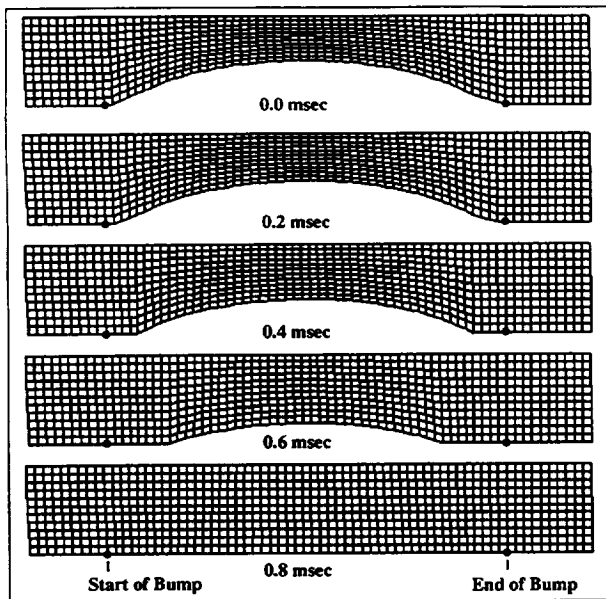 0.0 msec
0.2 msec
0.4 msec
0.6 msec
0.8 msec
Start of Bump
End of Bump